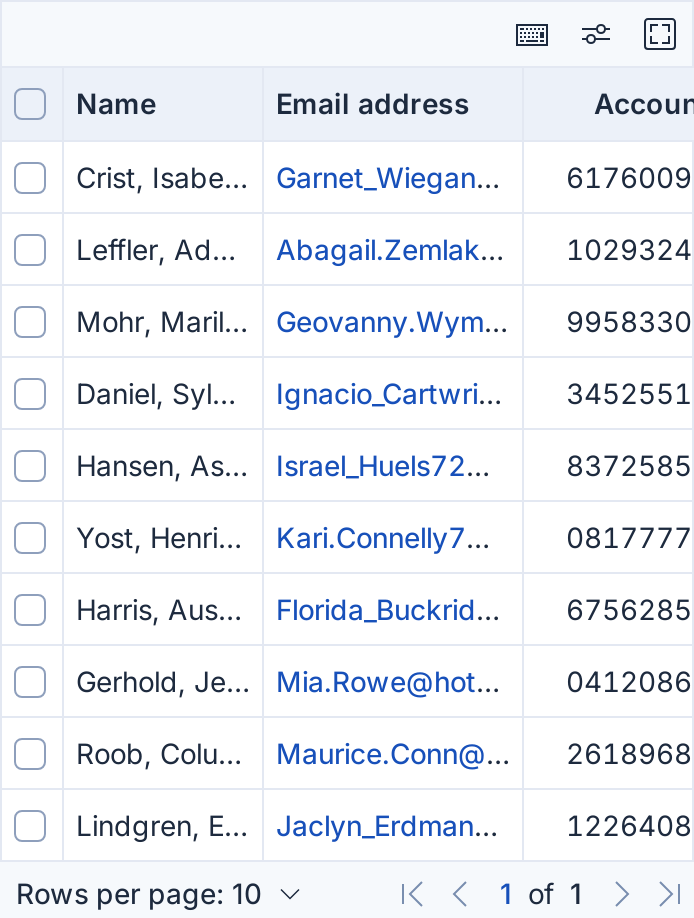 Name Email address Accoun
Crist, Isabe... Garnet_Wiegan... 6176009
Leffler, Ad... Abagail.Zemlak... 1029324
Mohr, Maril... Geovanny.Wym... 9958330
Daniel, Syl... Ignacio_Cartwri... 3452551
Hansen, As... Israel_Huels72... 8372585
Yost, Henri... Kari.Connelly7... 0817777
Harris, Aus... Florida_Buckrid... 6756285
Gerhold, Je... Mia.Rowe@hot... 0412086
Roob, Colu... Maurice.Conn@... 2618968
Lindgren, E... Jaclyn_Erdman... 1226408
Rows per page: 10 1 of 1